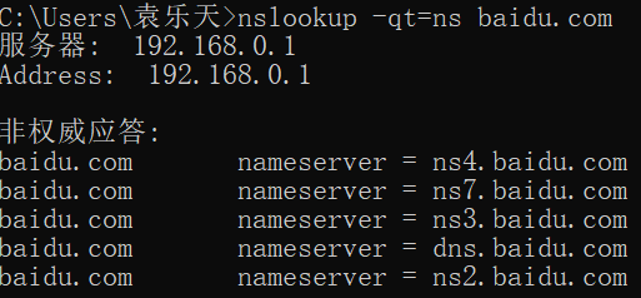 C:\Users\袁乐天>nslookup -qt=ns baidu.com
服务器:  192.168.0.1
Address:  192.168.0.1

非权威应答:
baidu.com       nameserver = ns4.baidu.com
baidu.com       nameserver = ns7.baidu.com
baidu.com       nameserver = ns3.baidu.com
baidu.com       nameserver = dns.baidu.com
baidu.com       nameserver = ns2.baidu.com